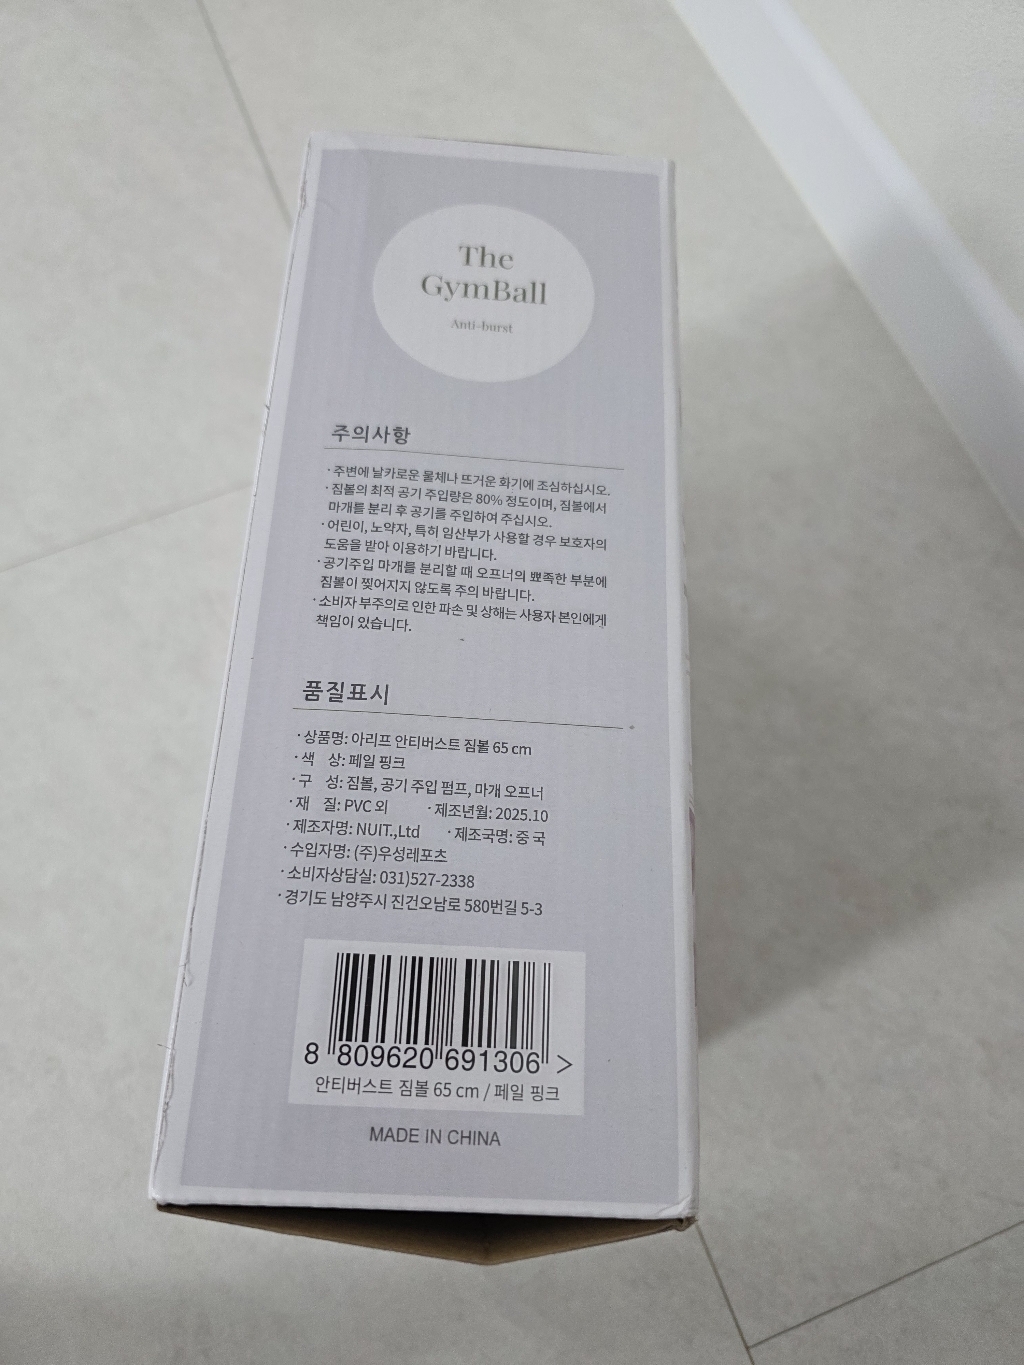 The
GymBall
Anti-burst
주의사항
· 주변에 날카로운 물체나 뜨거운 화기에 조심하십시오.
· 짐볼의 최적 공기 주입량은 80% 정도이며, 짐볼에서
마개를 분리 후 공기를 주입하여 주십시오.
· 어린이, 노약자, 특히 임산부가 사용할 경우 보호자의
도움을 받아 이용하기 바랍니다.
· 공기주입 마개를 분리할 때 오프너의 뾰족한 부분에
짐볼이 찢어지지 않도록 주의 바랍니다.
· 소비자 부주의로 인한 파손 및 상해는 사용자 본인에게
책임이 있습니다.
품질표시
· 상품명: 아리프 안티버스트 짐볼 65 cm
· 색 상: 페일 핑크
· 구 성: 짐볼, 공기 주입 펌프, 마개 오프너
· 재 질: PVC 외 · 제조년월: 2025.10
· 제조자명: NUIT.,Ltd · 제조국명: 중 국
· 수입자명: (주)우성레포츠
· 소비자상담실: 031)527-2338
· 경기도 남양주시 진건오남로 580번길 5-3
8 809620 691306 >
안티버스트 짐볼 65 cm / 페일 핑크
MADE IN CHINA